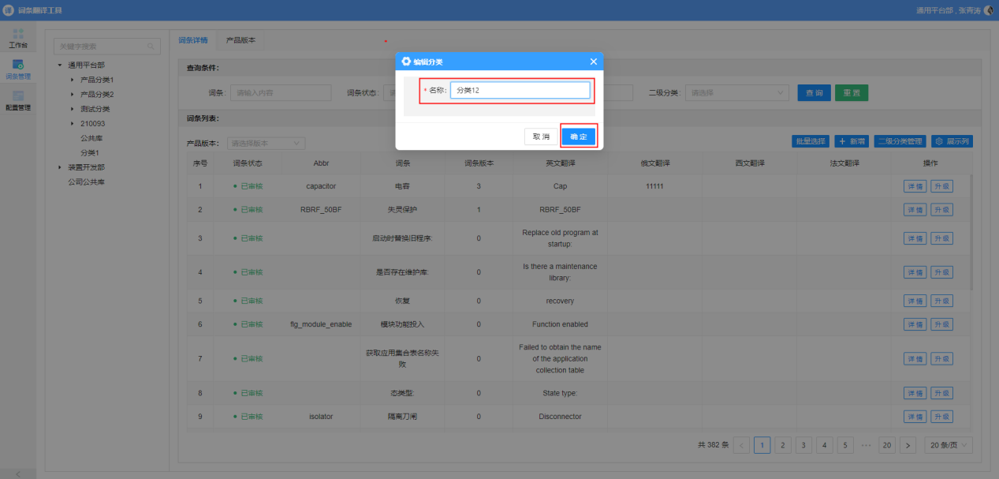 译 词条翻译工具
通用平台部 , 张青涛
工作台
词条管理
配置管理
关键字搜索
通用平台部
产品分类1
产品分类2
测试分类
210093
公共库
分类1
装置开发部
公司公共库
词条详情 产品版本
查询条件:
词条: 请输入内容 词条状态: 二级分类: 请选择 查 询 重 置
编辑分类
* 名称: 分类12
取 消 确 定
词条列表:
产品版本: 请选择版本 批量选择 + 新增 二级分类管理 展示列
序号 词条状态 Abbr 词条 词条版本 英文翻译 俄文翻译 西文翻译 法文翻译 操作
1 已审核 capacitor 电容 3 Cap 11111 详 情 升 级
2 已审核 RBRF_50BF 失灵保护 1 RBRF_50BF 详 情 升 级
3 已审核 启动时替换旧程序: 0 Replace old program at startup: 详 情 升 级
4 已审核 是否存在维护库: 0 Is there a maintenance library: 详 情 升 级
5 已审核 恢复 0 recovery 详 情 升 级
6 已审核 flg_module_enable 模块功能投入 0 Function enabled 详 情 升 级
7 已审核 获取应用集合表名称失败 0 Failed to obtain the name of the application collection table 详 情 升 级
8 已审核 态类型: 0 State type: 详 情 升 级
9 已审核 isolator 隔离刀闸 0 Disconnector 详 情 升 级
共 382 条 < 1 2 3 4 5 ··· 20 > 20 条/页